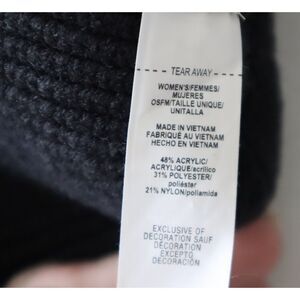 - TEAR AWAY -
WOMEN'S/FEMMES/
MUJERES
OSFM/TAILLE UNIQUE/
UNITALLA
MADE IN VIETNAM
FABRIQUÉ AU VIETNAM
HECHO EN VIETNAM
48% ACRYLIC/
ACRYLIQUE/acrílico
31% POLYESTER/
poliéster
21% NYLON/poliamida
EXCLUSIVE OF
DECORATION SAUF
DÉCORATION
EXCEPTO
DECORACIÓN